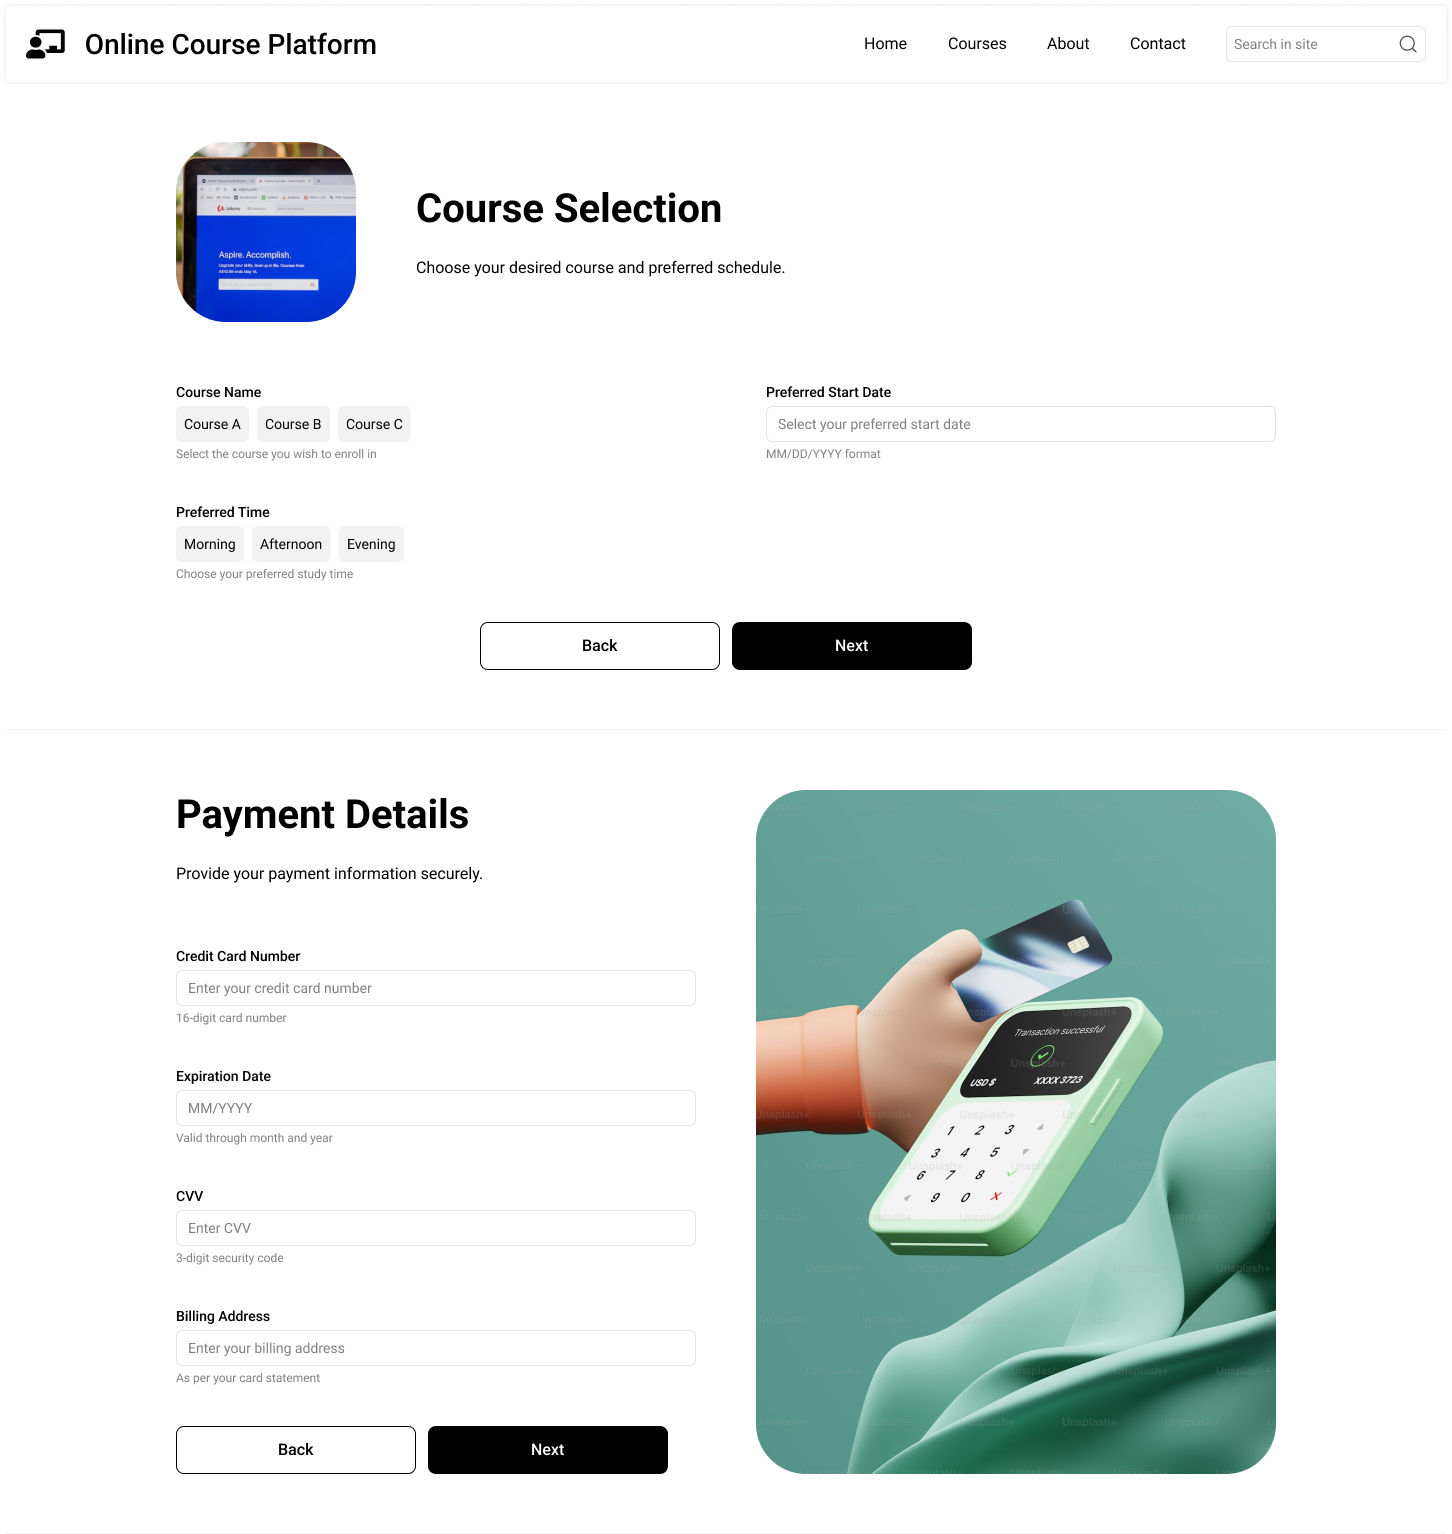 Online Course Platform
Home
Courses
About
Contact
Search in site
Udemy
Aspire. Accomplish.
Course Selection
Choose your desired course and preferred schedule.
Course Name
Course A
Course B
Course C
Select the course you wish to enroll in
Preferred Start Date
Select your preferred start date
MM/DD/YYYY format
Preferred Time
Morning
Afternoon
Evening
Choose your preferred study time
Back
Next
Payment Details
Provide your payment information securely.
Credit Card Number
Enter your credit card number
16-digit card number
Expiration Date
MM/YYYY
Valid through month and year
CVV
Enter CVV
3-digit security code
Billing Address
Enter your billing address
As per your card statement
Back
Next
Transaction successful
USD $ XXXX 3723
1 2 3
3 4 5
6 7 8
9 0 X
Unsplash+